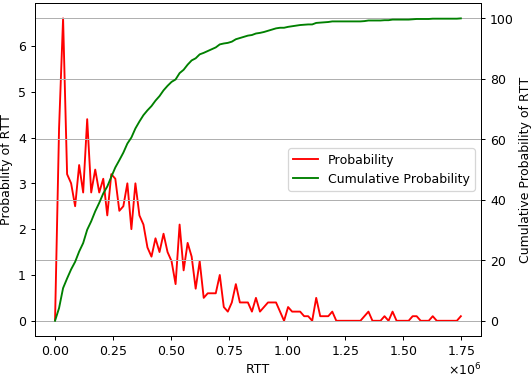 Probability of RTT
6
5
4
3
2
1
0
100
80
60
40
20
0
Cumulative Probability of RTT
Probability
Cumulative Probability
0.00 0.25 0.50 0.75 1.00 1.25 1.50 1.75
RTT
×10⁶